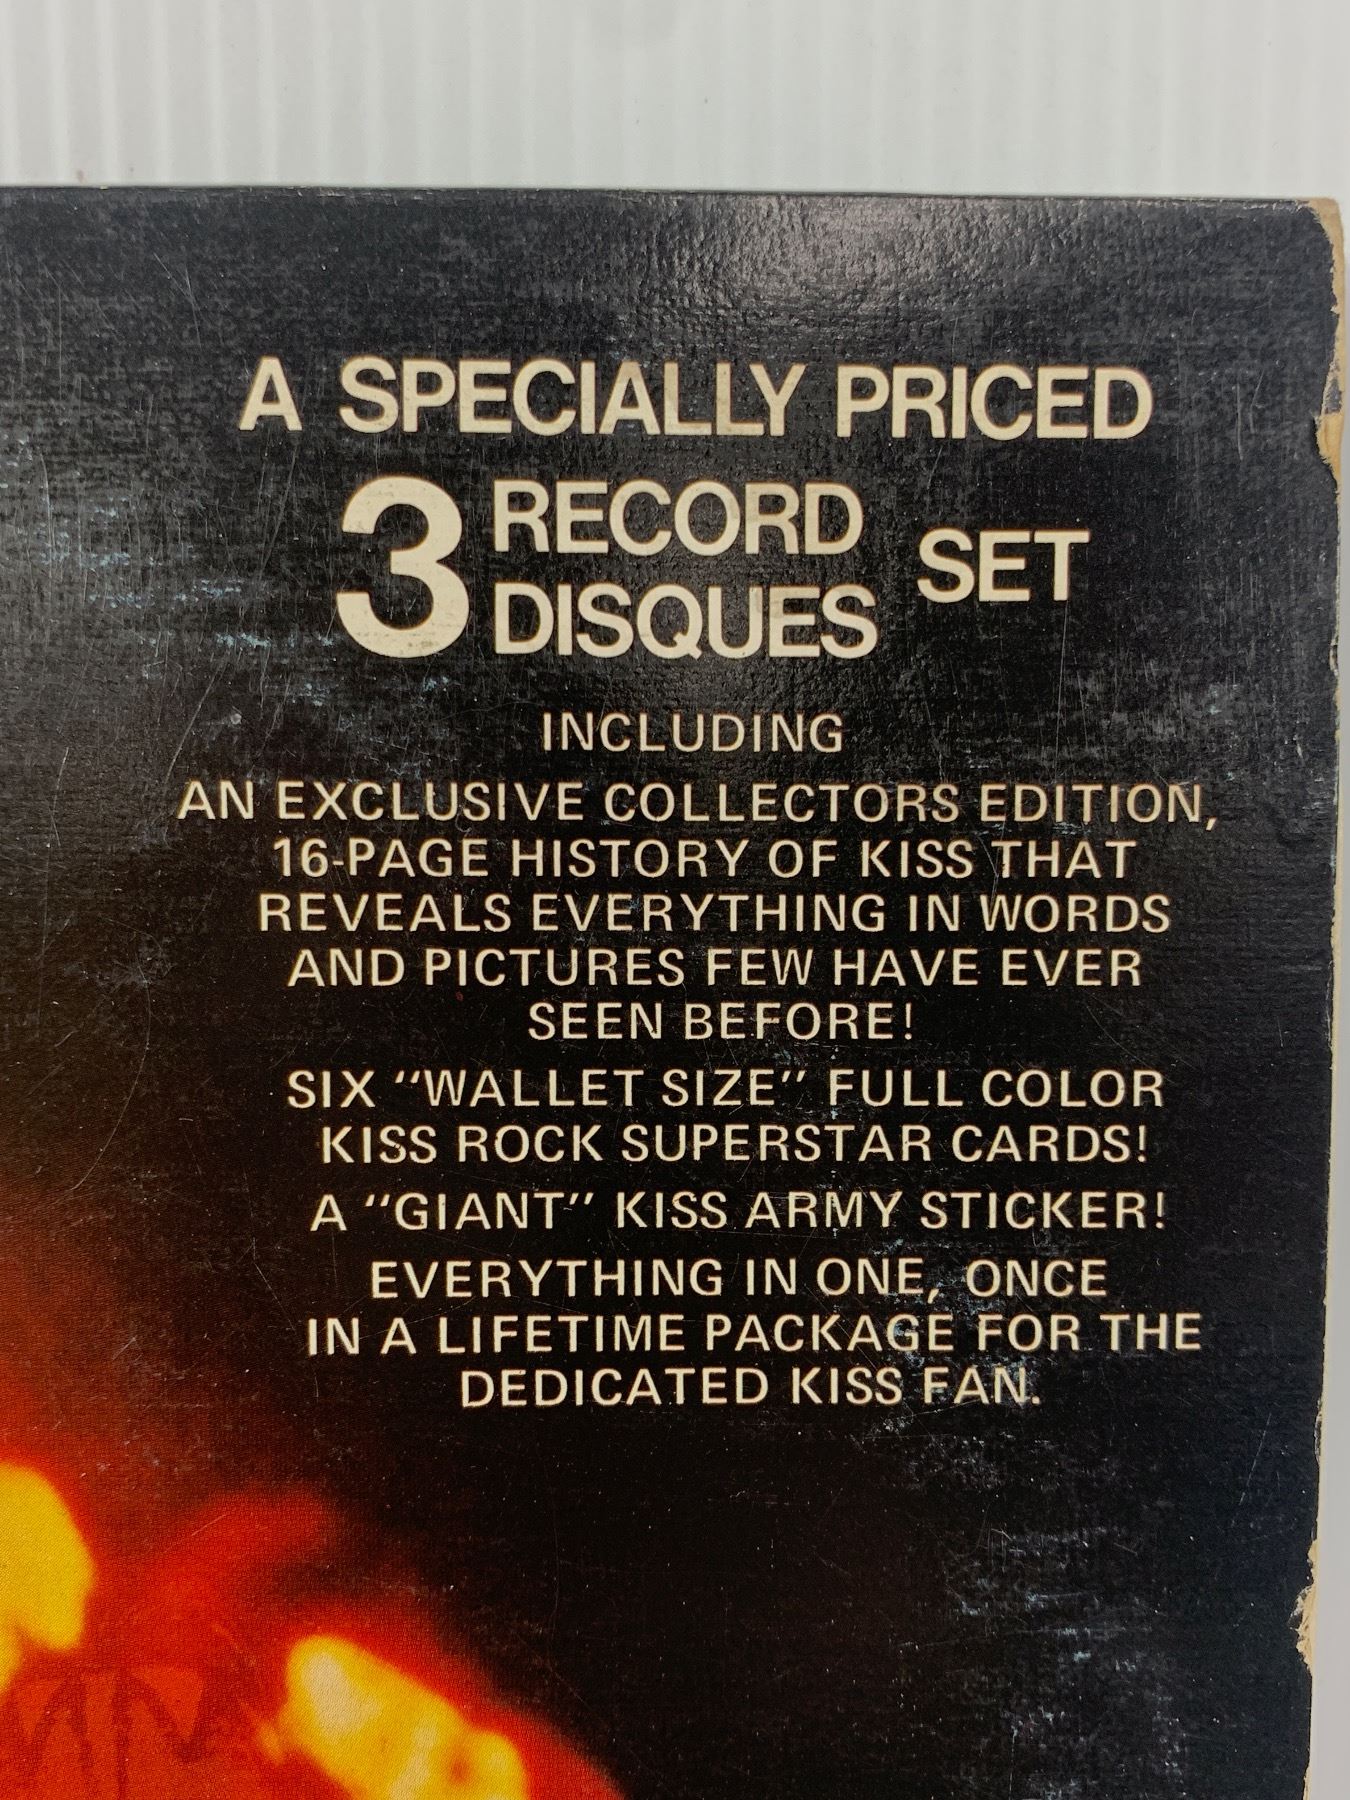 A SPECIALLY PRICED
3 RECORD SET
DISQUES
INCLUDING
AN EXCLUSIVE COLLECTORS EDITION,
16-PAGE HISTORY OF KISS THAT
REVEALS EVERYTHING IN WORDS
AND PICTURES FEW HAVE EVER
SEEN BEFORE!
SIX "WALLET SIZE" FULL COLOR
KISS ROCK SUPERSTAR CARDS!
A "GIANT" KISS ARMY STICKER!
EVERYTHING IN ONE, ONCE
IN A LIFETIME PACKAGE FOR THE
DEDICATED KISS FAN.